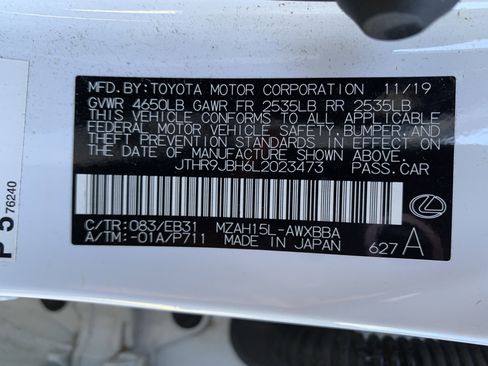 MFD. BY: TOYOTA MOTOR CORPORATION 11/19
GVWR 4650LB GAWR FR 2535LB RR 2535LB
THIS VEHICLE CONFORMS TO ALL APPLICABLE
FEDERAL MOTOR VEHICLE SAFETY, BUMPER, AND
THEFT PREVENTION STANDARDS IN EFFECT ON
THE DATE OF MANUFACTURE SHOWN ABOVE.
JTHR9JBH6L2023473 PASS. CAR
C/TR: 083/EB31 MZAH15L-AWXBBA
A/TM: -01A/P711 MADE IN JAPAN
627 A
P 5 76240